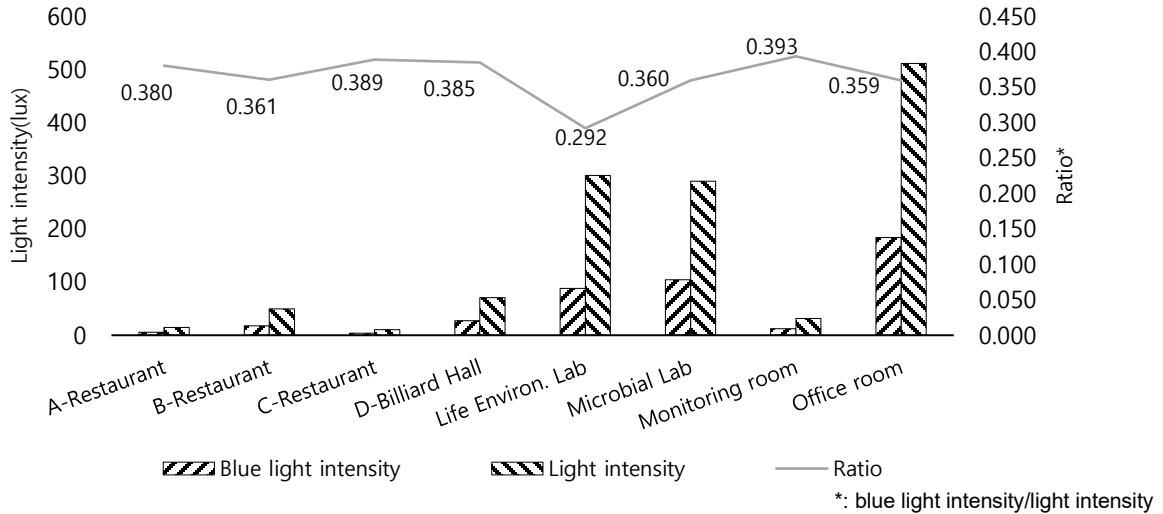 600
500
400
300
200
100
0
Light intensity(lux)
0.380
0.361
0.389
0.385
0.292
0.360
0.393
0.359
0.450
0.400
0.350
0.300
0.250
0.200
0.150
0.100
0.050
0.000
Ratio*
A-Restaurant
B-Restaurant
C-Restaurant
D-Billiard Hall
Life Environ. Lab
Microbial Lab
Monitoring room
Office room
Blue light intensity
Light intensity
Ratio
*: blue light intensity/light intensity